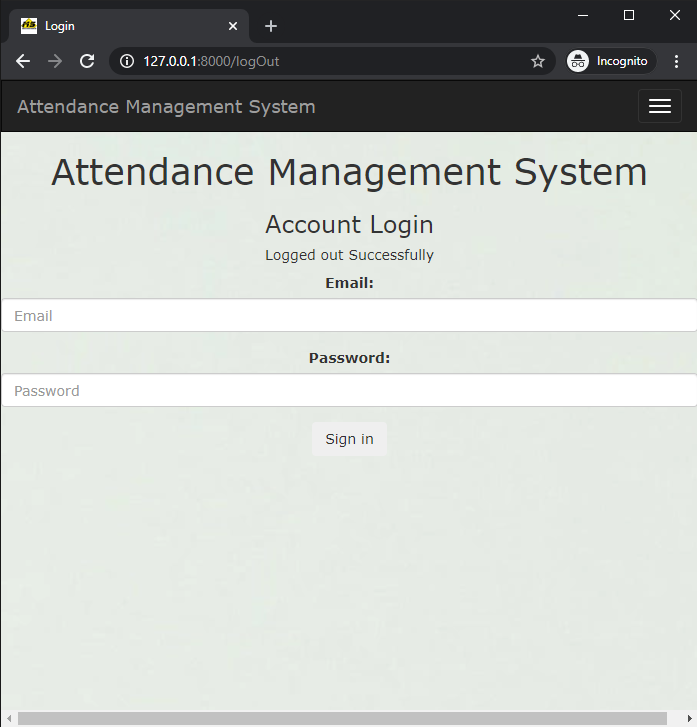 Login
127.0.0.1:8000/logOut
Incognito
Attendance Management System
Attendance Management System
Account Login
Logged out Successfully
Email:
Email
Password:
Password
Sign in